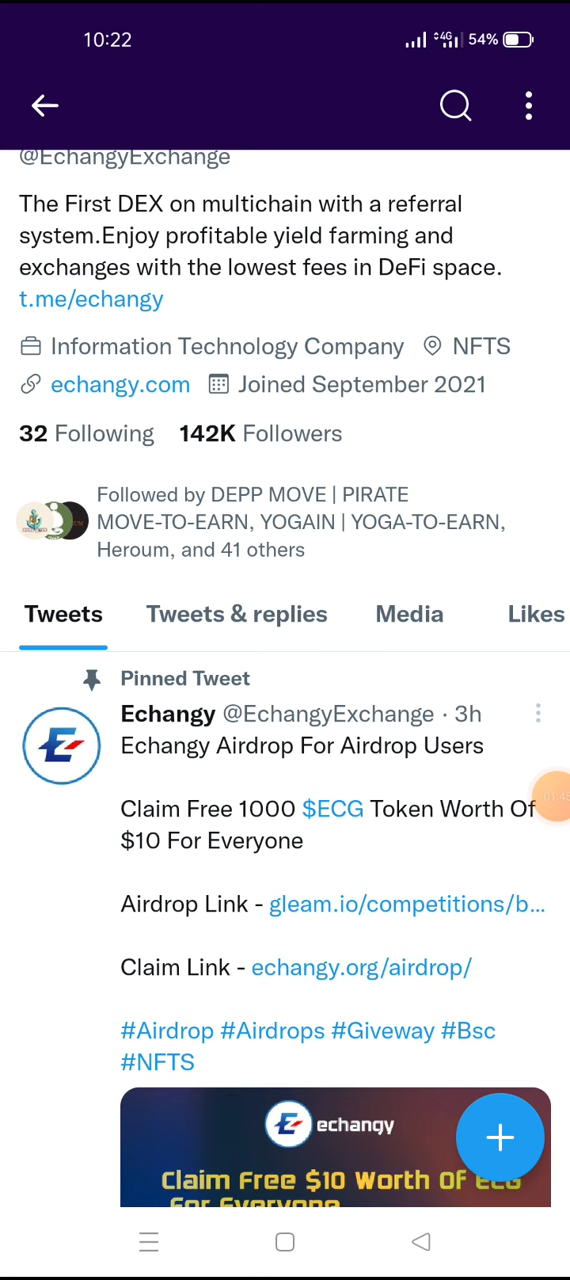 10:22
4G
54%
@EchangyExchange
The First DEX on multichain with a referral
system.Enjoy profitable yield farming and
exchanges with the lowest fees in DeFi space.
t.me/echangy
Information Technology Company NFTS
echangy.com Joined September 2021
32 Following 142K Followers
Followed by DEPP MOVE | PIRATE
MOVE-TO-EARN, YOGAIN | YOGA-TO-EARN,
Heroum, and 41 others
Tweets Tweets & replies Media Likes
Pinned Tweet
Echangy @EchangyExchange · 3h
Echangy Airdrop For Airdrop Users
Claim Free 1000 $ECG Token Worth Of
$10 For Everyone
Airdrop Link - gleam.io/competitions/b...
Claim Link - echangy.org/airdrop/
#Airdrop #Airdrops #Giveway #Bsc
#NFTS
echangy
Claim Free $10 Worth Of ECG
For Everyone